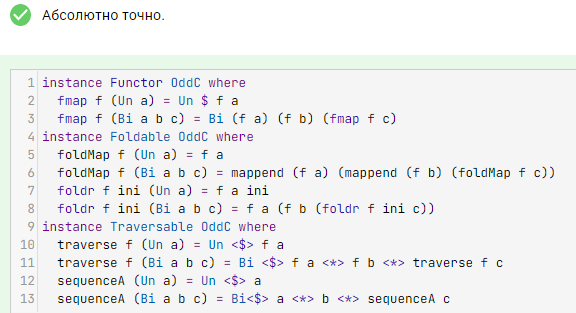 Абсолютно точно.
1 instance Functor OddC where
2   fmap f (Un a) = Un $ f a
3   fmap f (Bi a b c) = Bi (f a) (f b) (fmap f c)
4 instance Foldable OddC where
5   foldMap f (Un a) = f a
6   foldMap f (Bi a b c) = mappend (f a) (mappend (f b) (foldMap f c))
7   foldr f ini (Un a) = f a ini
8   foldr f ini (Bi a b c) = f a (f b (foldr f ini c))
9 instance Traversable OddC where
10   traverse f (Un a) = Un <$> f a
11   traverse f (Bi a b c) = Bi <$> f a <*> f b <*> traverse f c
12   sequenceA (Un a) = Un <$> a
13   sequenceA (Bi a b c) = Bi<$> a <*> b <*> sequenceA c